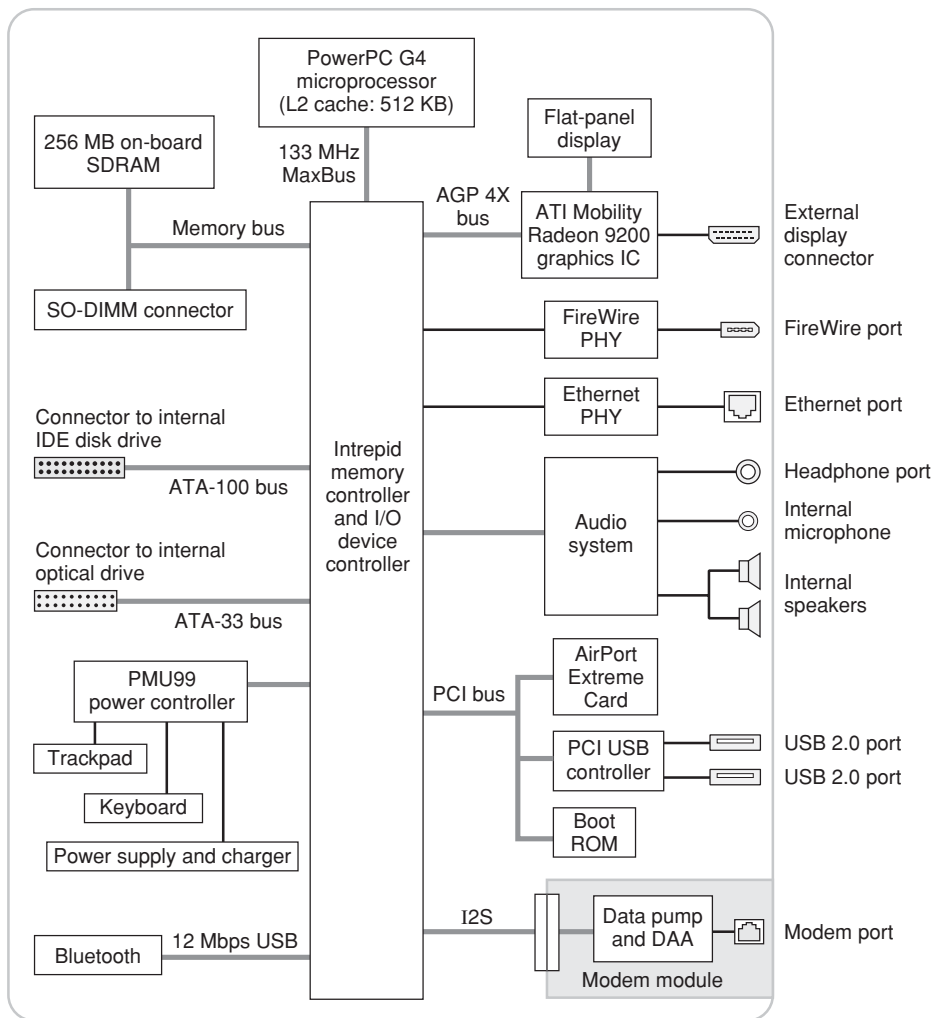 PowerPC G4
microprocessor
(L2 cache: 512 KB)
256 MB on-board
SDRAM
133 MHz
MaxBus
Flat-panel
display
AGP 4X
bus
ATI Mobility
Radeon 9200
graphics IC
External
display
connector
Memory bus
SO-DIMM connector
FireWire
PHY
FireWire port
Ethernet
PHY
Ethernet port
Connector to internal
IDE disk drive
ATA-100 bus
Intrepid
memory
controller
and I/O
device
controller
Audio
system
Headphone port
Internal
microphone
Internal
speakers
Connector to internal
optical drive
ATA-33 bus
PMU99
power controller
Trackpad
Keyboard
Power supply and charger
PCI bus
AirPort
Extreme
Card
PCI USB
controller
USB 2.0 port
USB 2.0 port
Boot
ROM
Bluetooth
12 Mbps USB
I2S
Data pump
and DAA
Modem module
Modem port